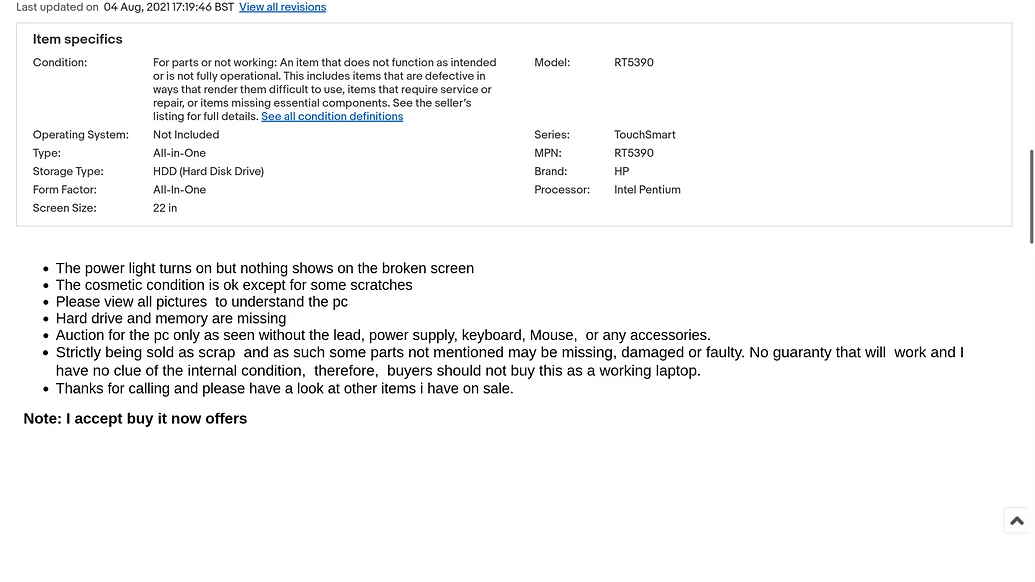 Last updated on 04 Aug, 2021 17:19:46 BST View all revisions
Item specifics
Condition: For parts or not working: An item that does not function as intended
or is not fully operational. This includes items that are defective in
ways that render them difficult to use, items that require service or
repair, or items missing essential components. See the seller's
listing for full details. See all condition definitions
Model: RT5390
Operating System: Not Included
Series: TouchSmart
Type: All-in-One
MPN: RT5390
Storage Type: HDD (Hard Disk Drive)
Brand: HP
Form Factor: All-In-One
Processor: Intel Pentium
Screen Size: 22 in
• The power light turns on but nothing shows on the broken screen
• The cosmetic condition is ok except for some scratches
• Please view all pictures  to understand the pc
• Hard drive and memory are missing
• Auction for the pc only as seen without the lead, power supply, keyboard, Mouse,  or any accessories.
• Strictly being sold as scrap  and as such some parts not mentioned may be missing, damaged or faulty. No guaranty that will  work and I
have no clue of the internal condition,  therefore,  buyers should not buy this as a working laptop.
• Thanks for calling and please have a look at other items i have on sale.
Note: I accept buy it now offers